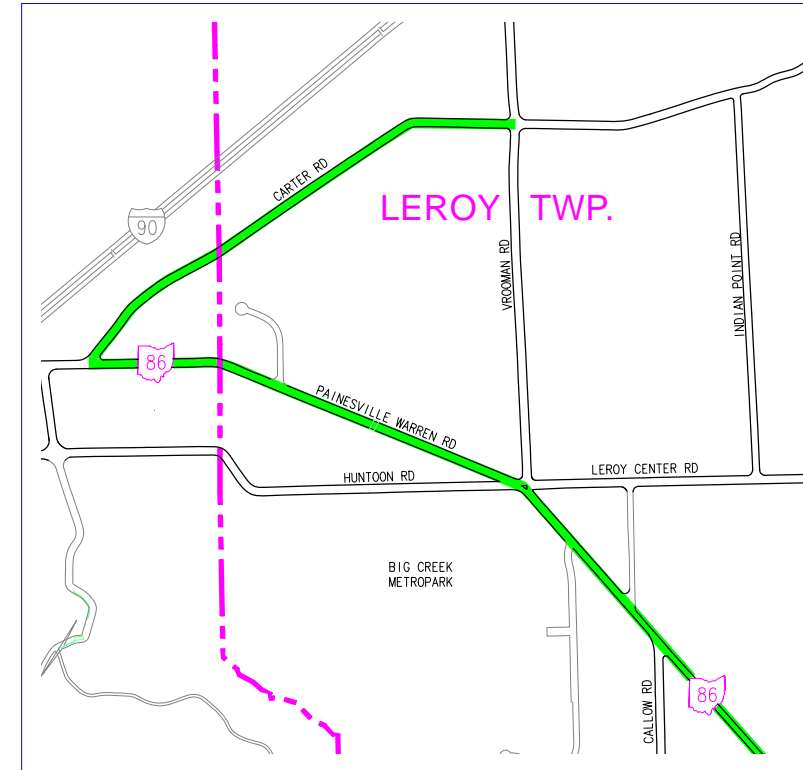 CARTER RD
LEROY TWP.
90
VROOMAN RD
INDIAN POINT RD
86
PAINESVILLE WARREN RD
HUNTOON RD
LEROY CENTER RD
BIG CREEK
METROPARK
CALLOW RD
86